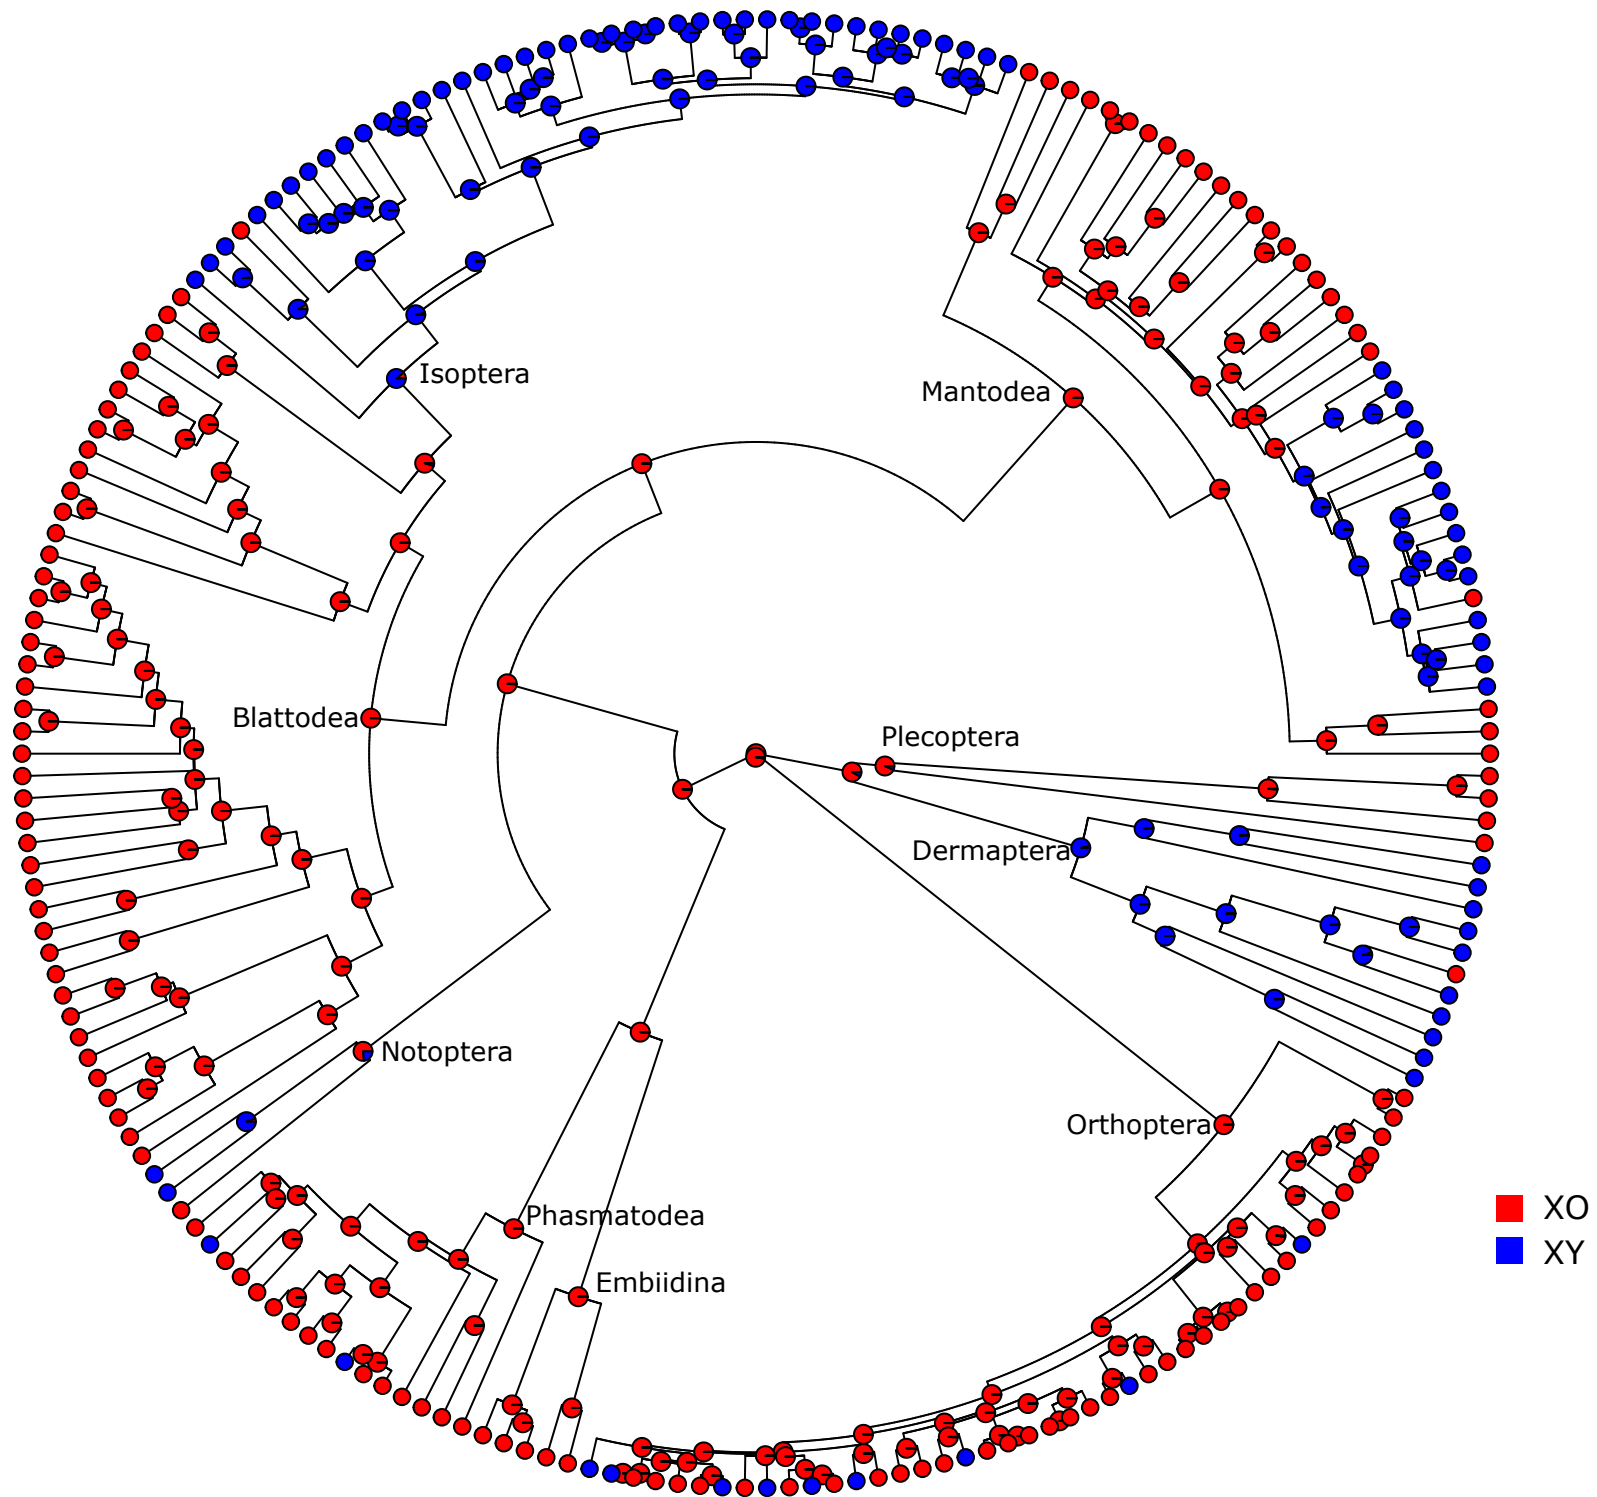 Isoptera
Mantodea
Blattodea
Plecoptera
Dermaptera
Notoptera
Orthoptera
Phasmatodea
Embiidina
XO
XY